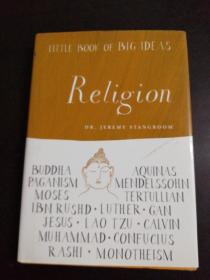 LITTLE BOOK OF BIG IDEAS
Religion
DR. JEREMY STANGROOM
BUDDHA AQUINAS
PAGANISM MENDELSSOHN
MOSES TERTULLIAN
IBN RUSHD • LUTHER • GAN
JESUS • LAO TZU • CALVIN
MUHAMMAD • CONFUCIUS
RASHI • MONOTHEISM